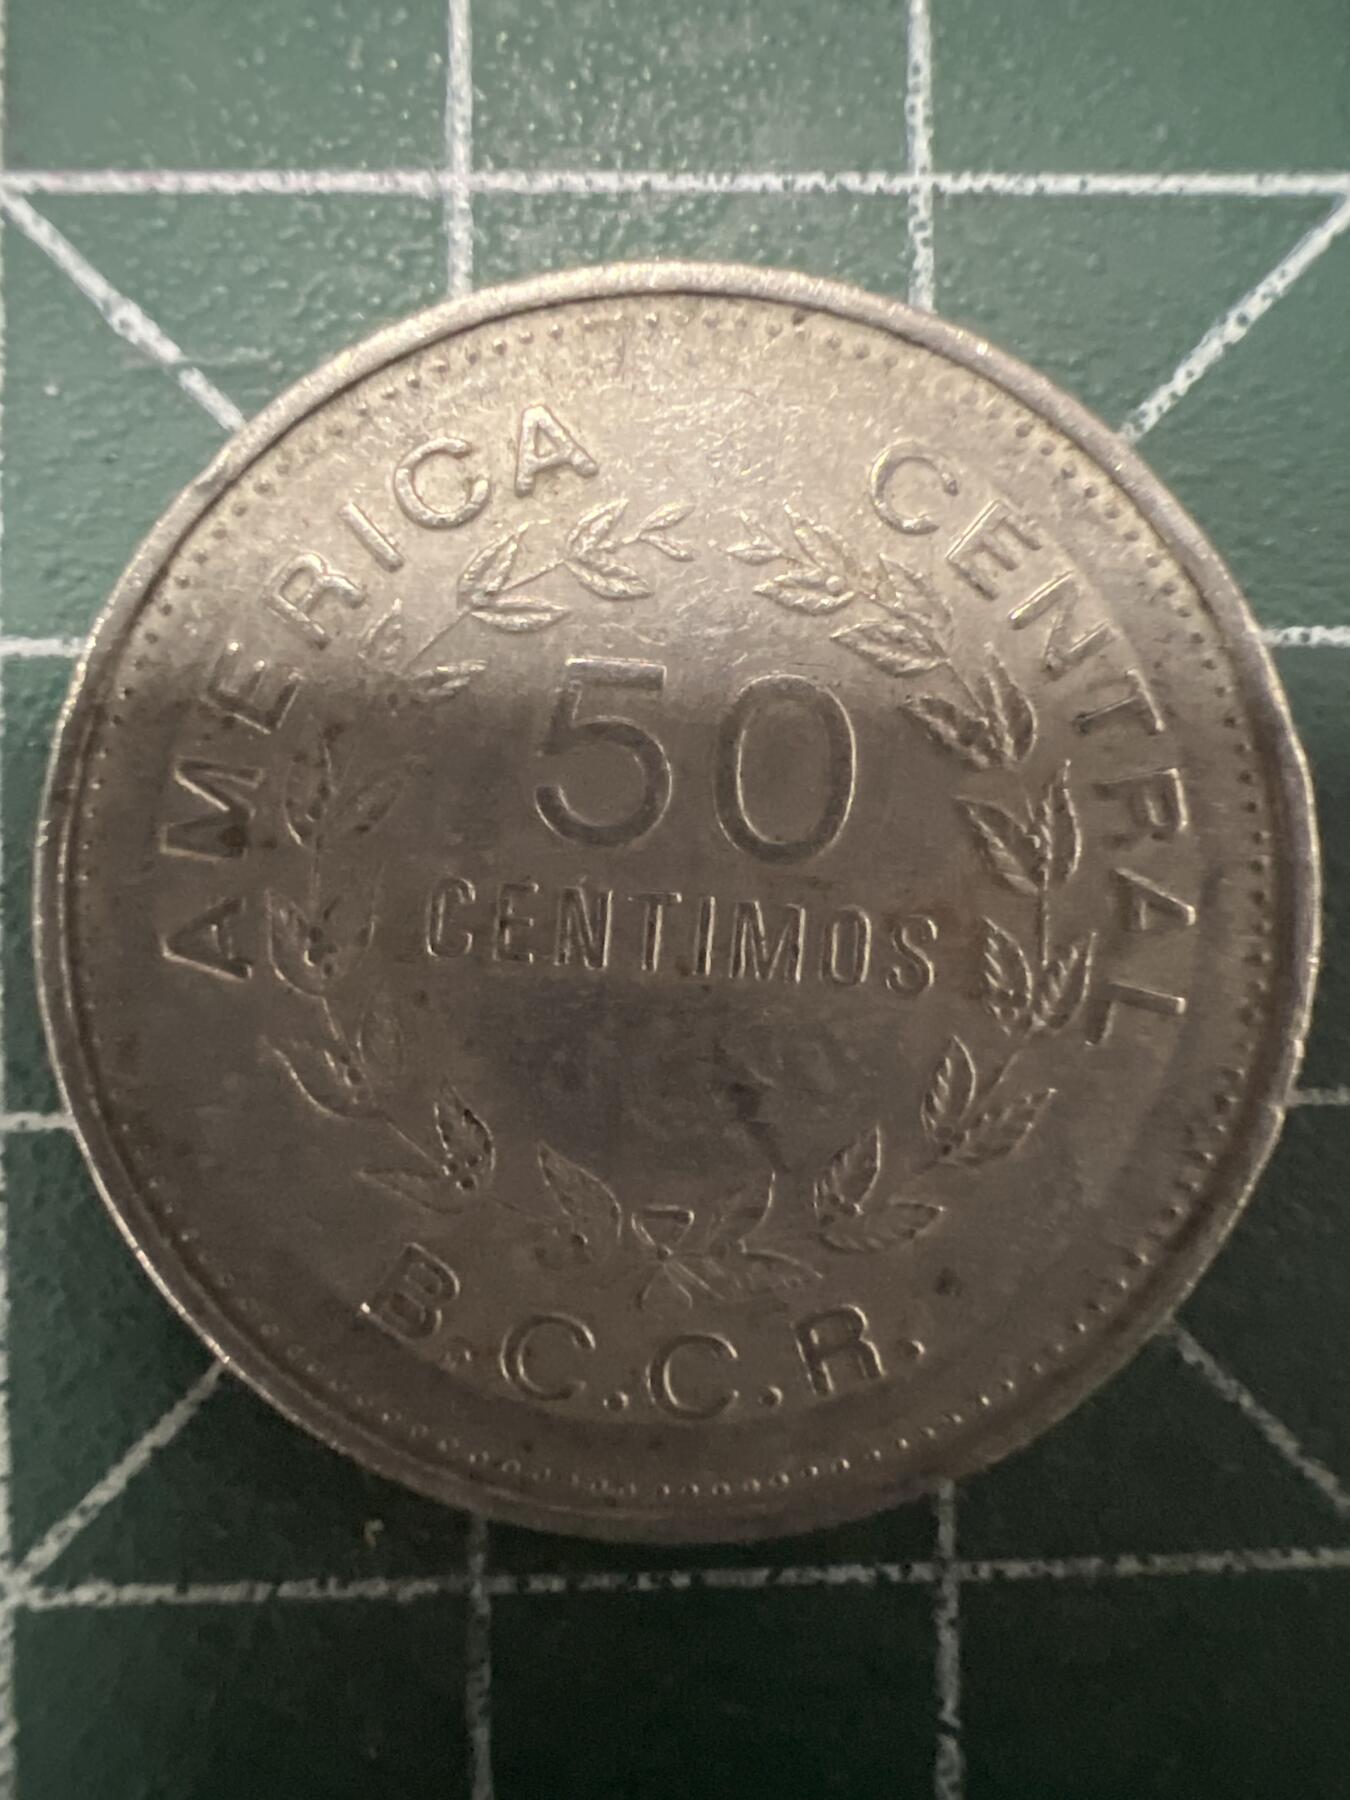 AMERICA CENTRAL
50
CENTIMOS
B.C.C.R.